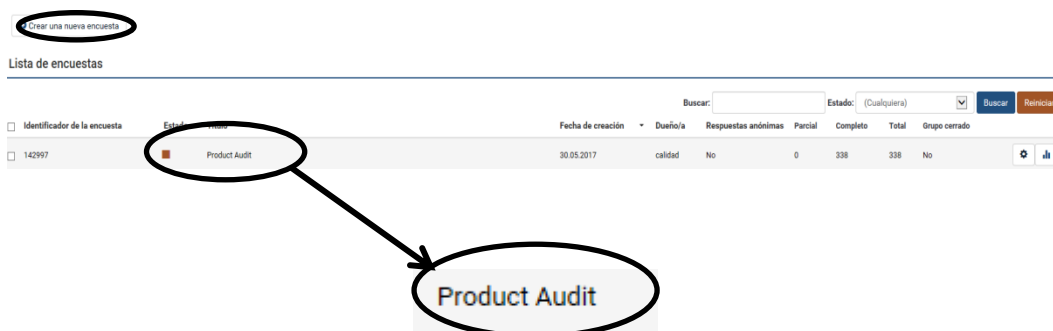 Crear una nueva encuesta
Lista de encuestas
Buscar: Estado: (Cualquiera) Buscar Reiniciar
Identificador de la encuesta Estado Título Fecha de creación Dueño/a Respuestas anónimas Parcial Completo Total Grupo cerrado
142997 Product Audit 30.05.2017 calidad No 0 338 338 No
Product Audit